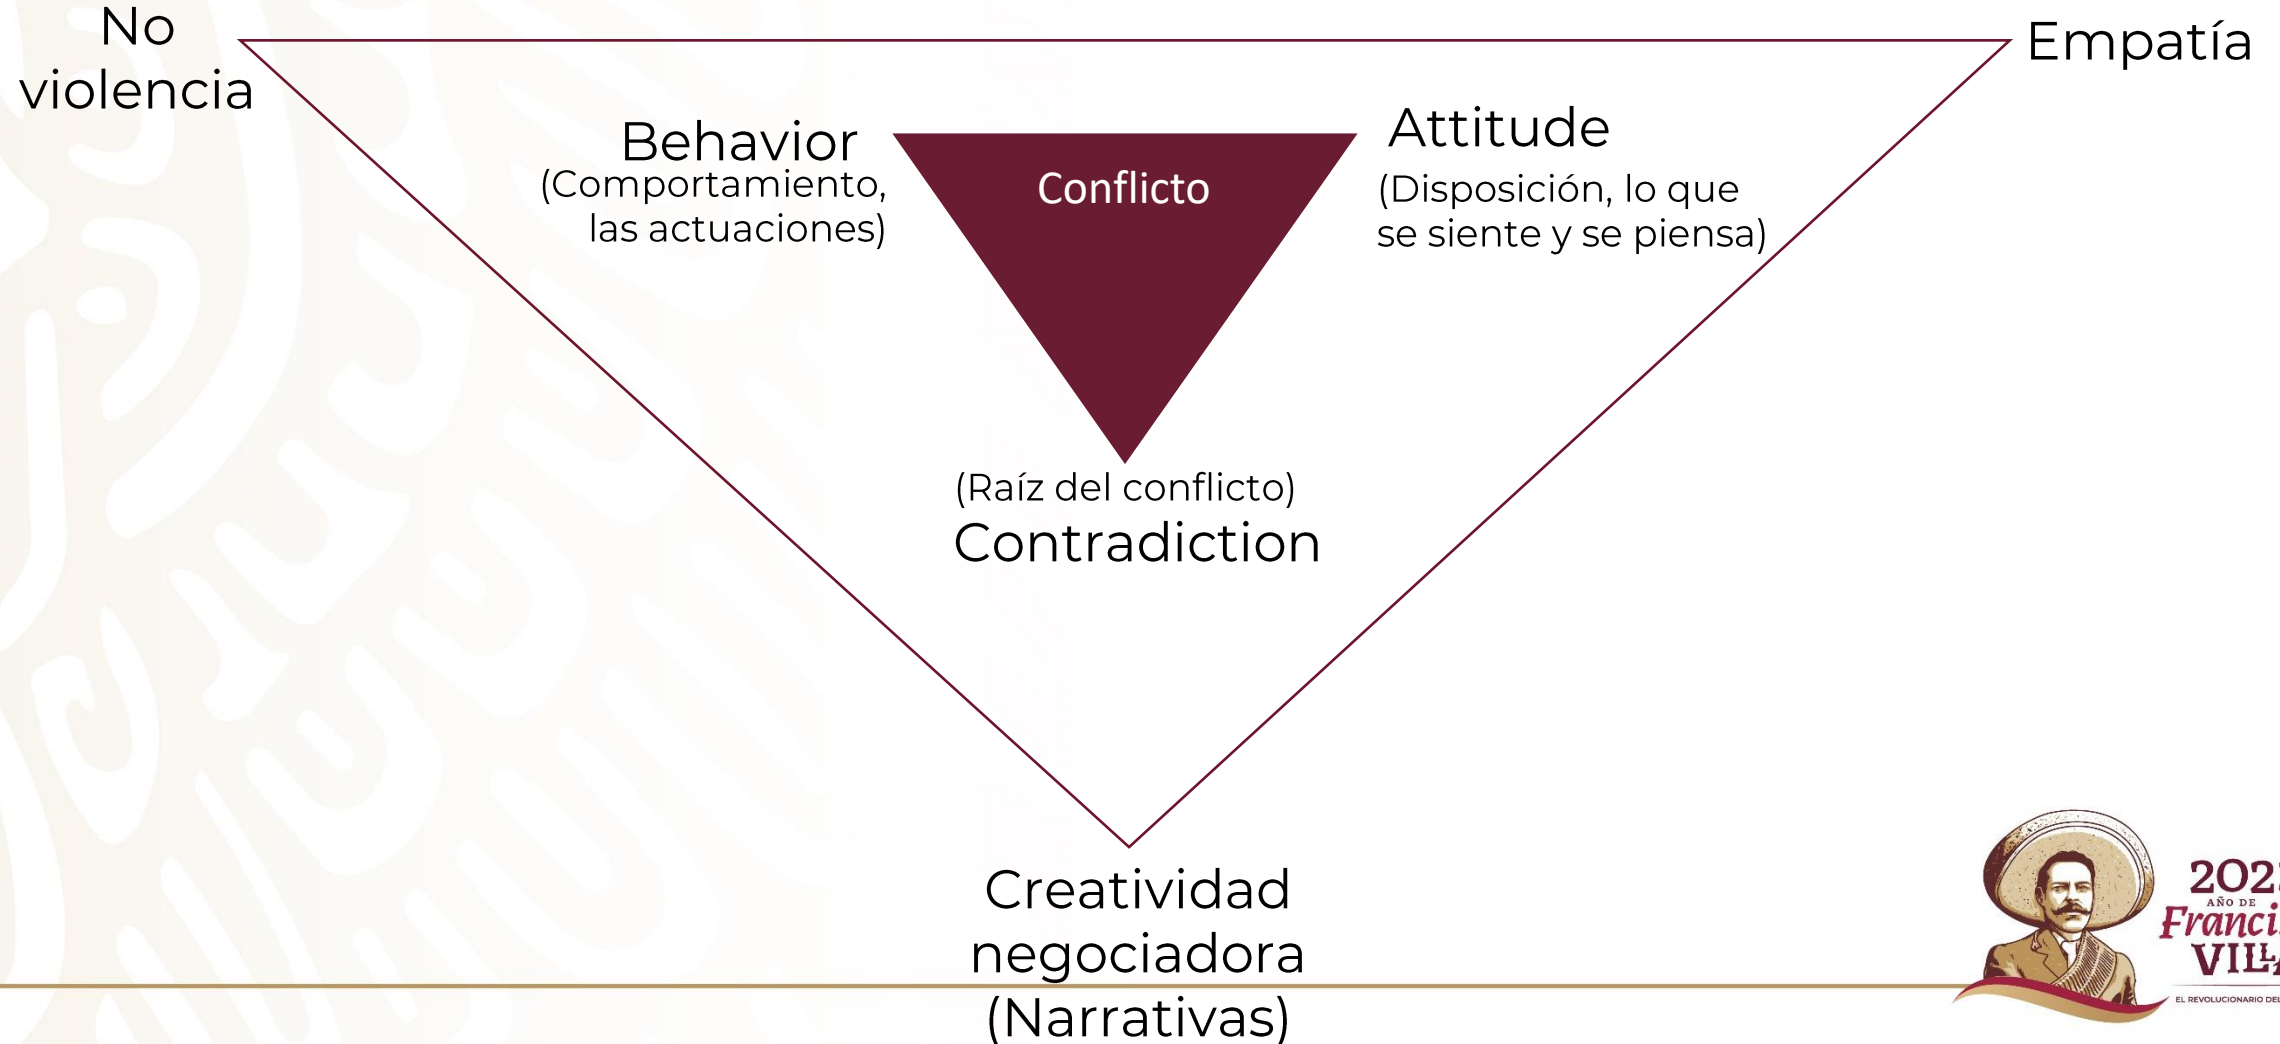 No
violencia
Empatía
Behavior
(Comportamiento,
las actuaciones)
Conflicto
Attitude
(Disposición, lo que
se siente y se piensa)
(Raíz del conflicto)
Contradiction
Creatividad
negociadora
(Narrativas)
AÑO DE
EL REVOLUCIONARIO